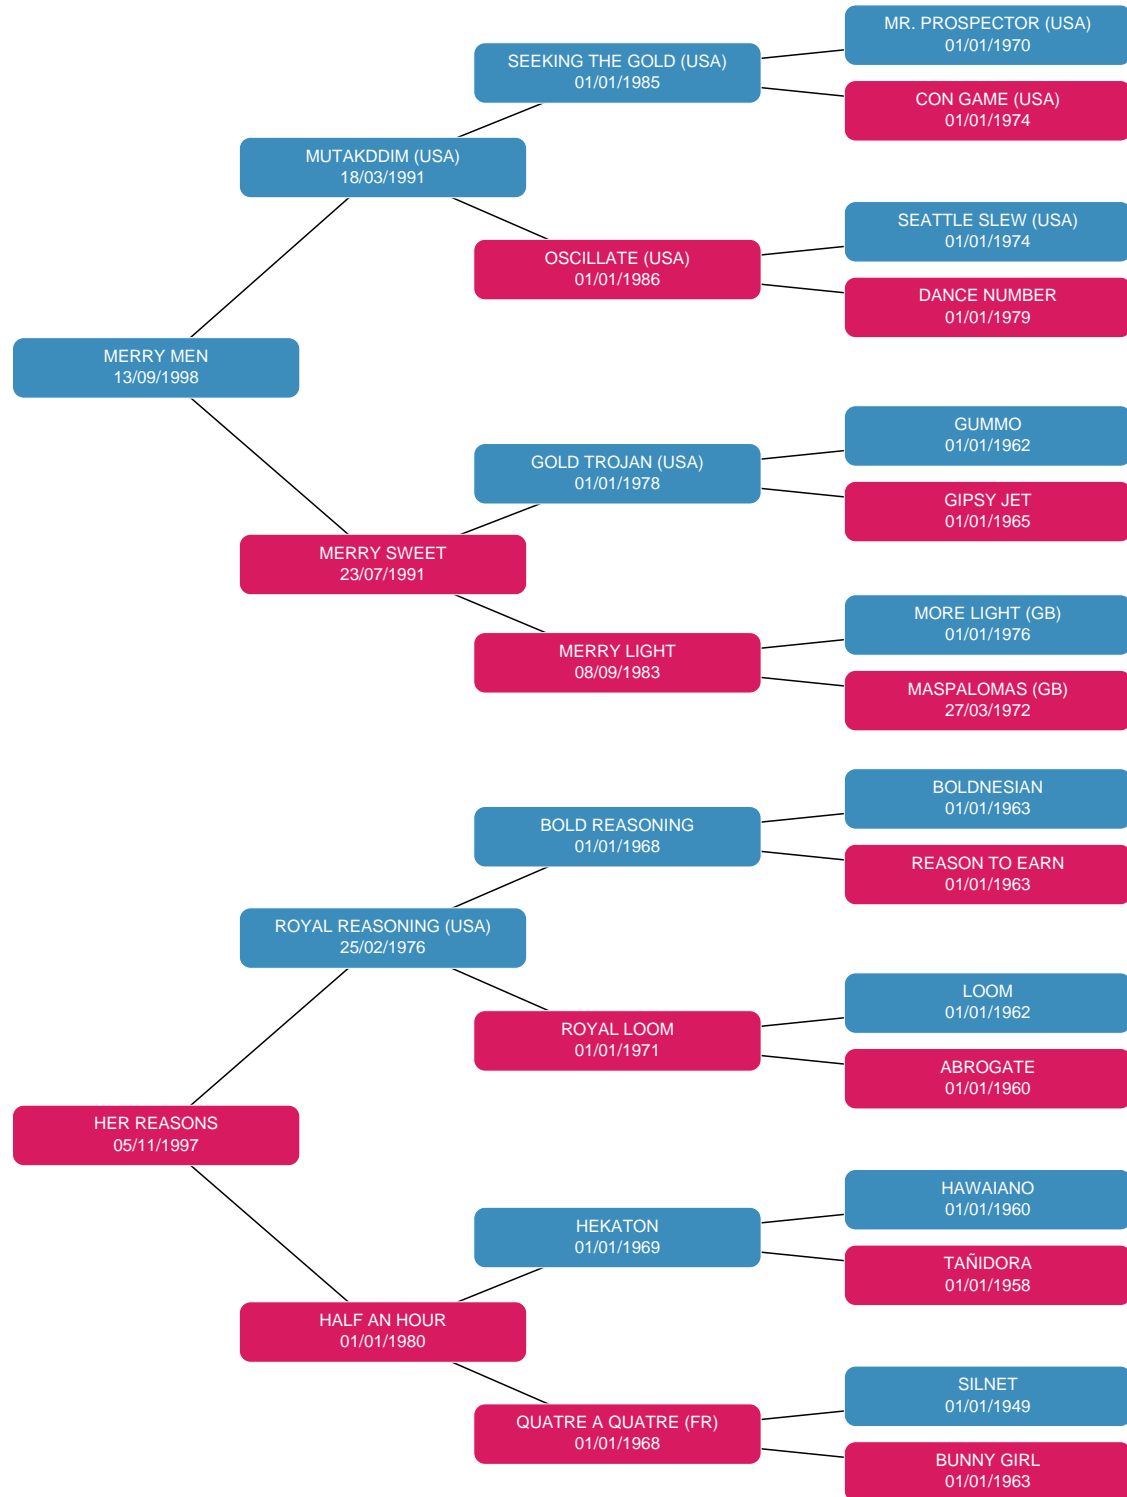 MR. PROSPECTOR (USA)
01/01/1970
SEEKING THE GOLD (USA)
01/01/1985
CON GAME (USA)
01/01/1974
MUTAKDDIM (USA)
18/03/1991
SEATTLE SLEW (USA)
01/01/1974
OSCILLATE (USA)
01/01/1986
DANCE NUMBER
01/01/1979
MERRY MEN
13/09/1998
GUMMO
01/01/1962
GOLD TROJAN (USA)
01/01/1978
GIPSY JET
01/01/1965
MERRY SWEET
23/07/1991
MORE LIGHT (GB)
01/01/1976
MERRY LIGHT
08/09/1983
MASPALOMAS (GB)
27/03/1972
BOLDNESIAN
01/01/1963
BOLD REASONING
01/01/1968
REASON TO EARN
01/01/1963
ROYAL REASONING (USA)
25/02/1976
LOOM
01/01/1962
ROYAL LOOM
01/01/1971
ABROGATE
01/01/1960
HER REASONS
05/11/1997
HAWAIANO
01/01/1960
HEKATON
01/01/1969
TAÑIDORA
01/01/1958
HALF AN HOUR
01/01/1980
SILNET
01/01/1949
QUATRE A QUATRE (FR)
01/01/1968
BUNNY GIRL
01/01/1963